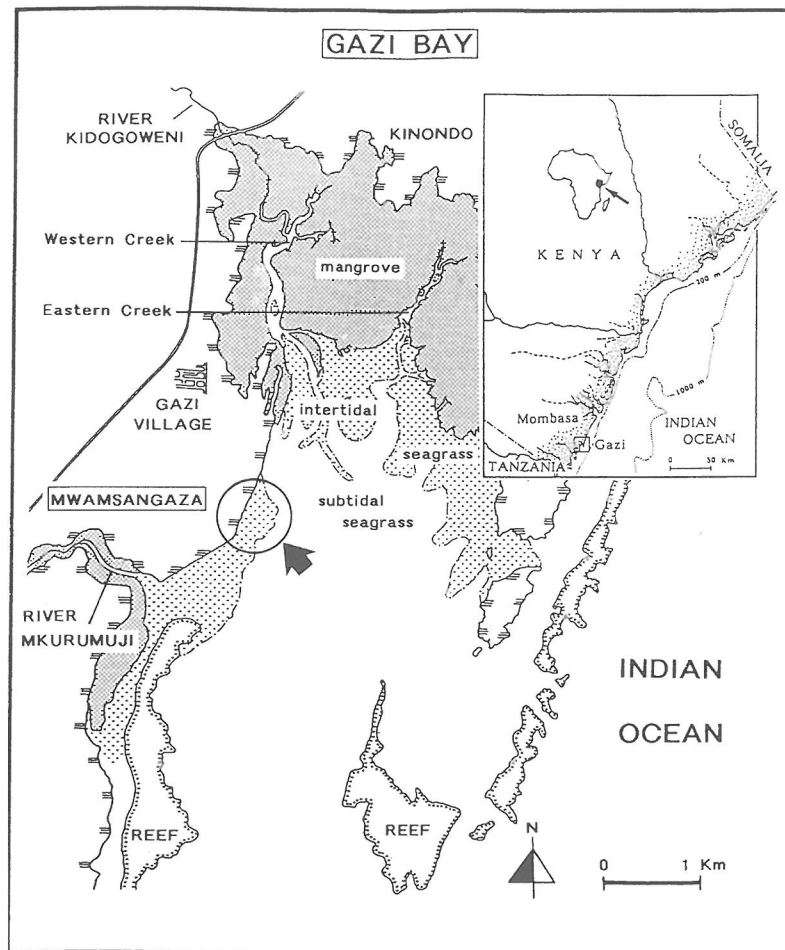 GAZI BAY
RIVER
KIDOGOWENI
KINONDO
Western Creek
mangrove
Eastern Creek
GAZI
VILLAGE
intertidal
seagrass
MWAMSANGAZA
subtidal
seagrass
RIVER
MKURUMUJI
REEF
REEF
INDIAN
OCEAN
N
0 1 Km
SOMALIA
KENYA
200 m
1000 m
Mombasa
INDIAN
OCEAN
Gazi
TANZANIA
0 50 Km